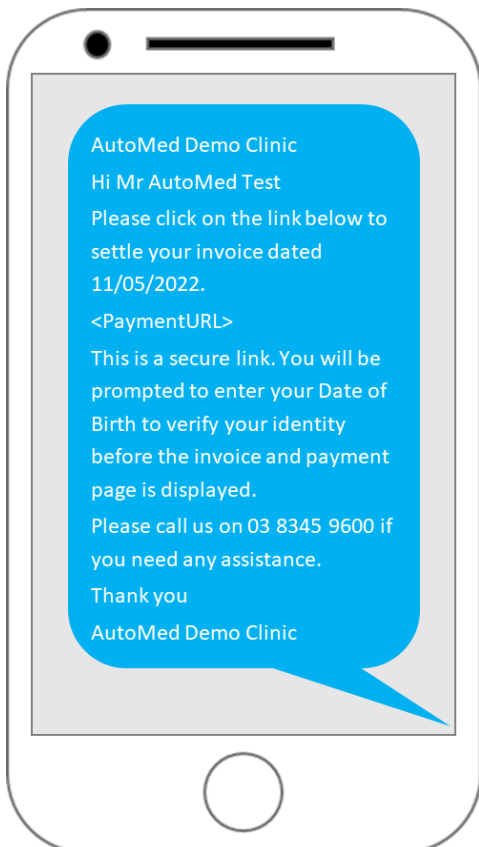 AutoMed Demo Clinic
Hi Mr AutoMed Test
Please click on the link below to
settle your invoice dated
11/05/2022.
<PaymentURL>
This is a secure link. You will be
prompted to enter your Date of
Birth to verify your identity
before the invoice and payment
page is displayed.
Please call us on 03 8345 9600 if
you need any assistance.
Thank you
AutoMed Demo Clinic